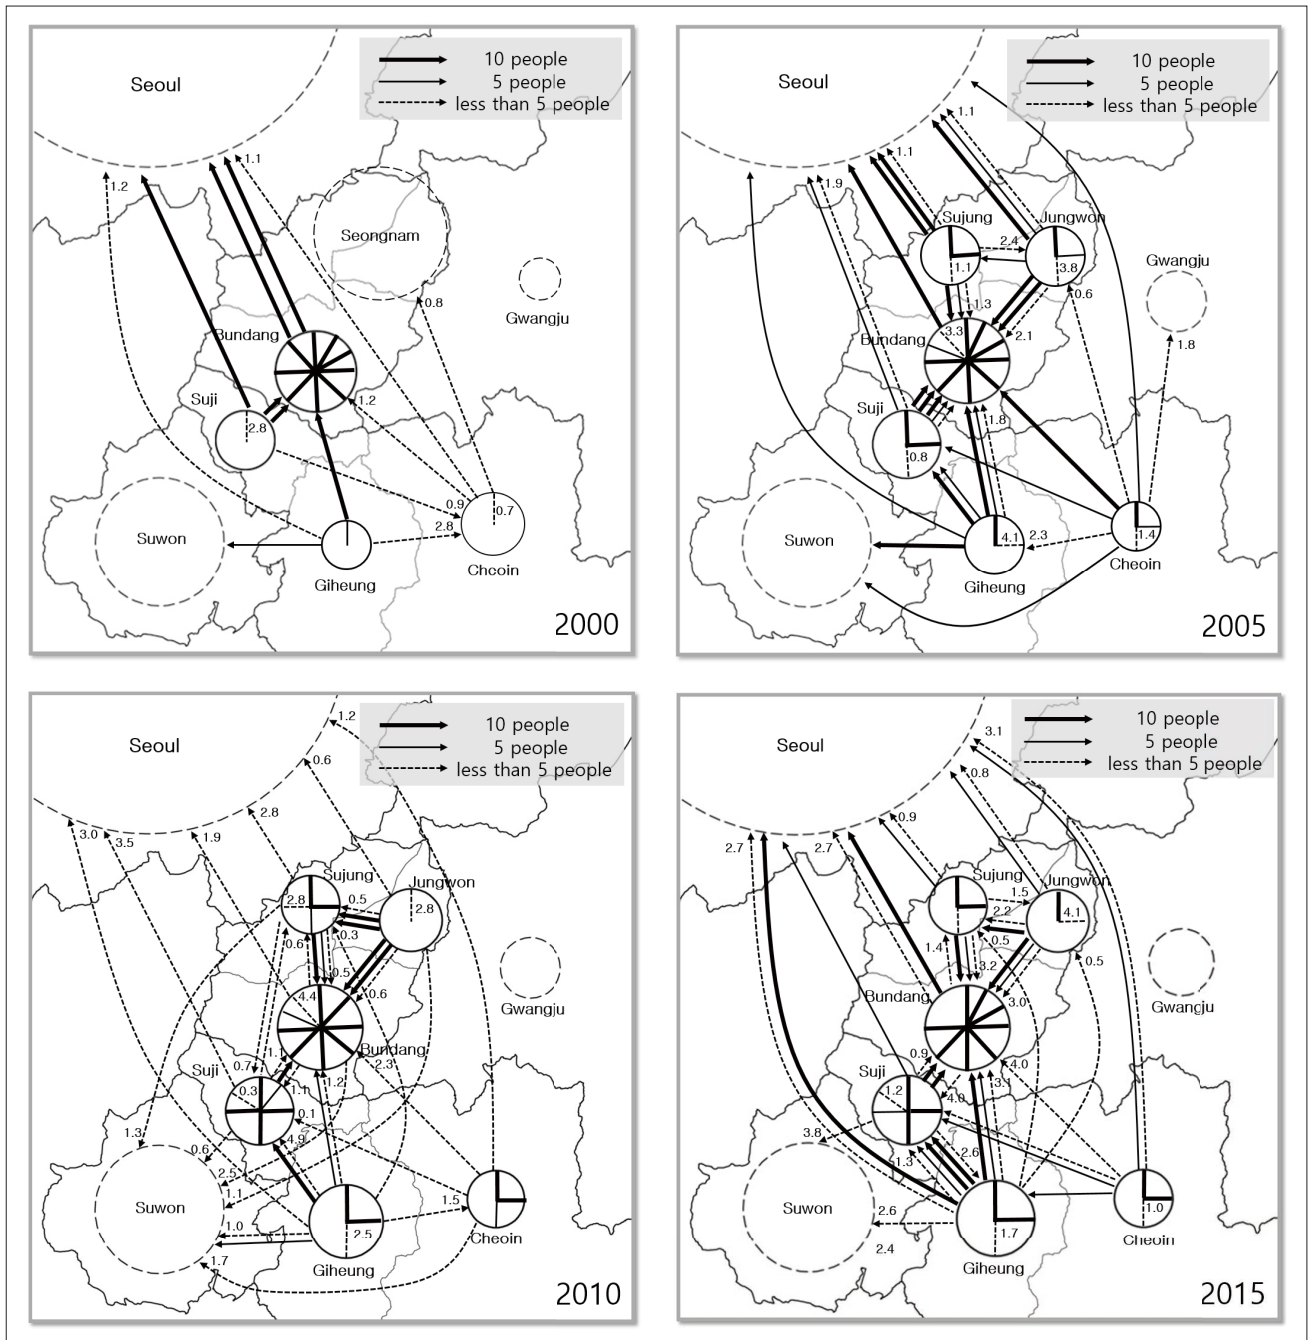 Seoul
10 people
5 people
less than 5 people
1.1
1.2
Seongnam
0.8
Gwangju
Bundang
Suji
1.2
2.8
0.9
0.7
2.8
Suwon
Giheung
Cheoin
2000
Seoul
10 people
5 people
less than 5 people
1.1
1.1
1.9
Sujung
Jungwon
2.4
Gwangju
1.1
3.8
0.6
1.3
3.3
2.1
Bundang
1.8
Suji
1.8
0.8
Suwon
4.1
2.3
1.4
Cheoin
Giheung
2005
1.2
10 people
Seoul
5 people
0.6
less than 5 people
2.8
3.0
3.5
1.9
Sujung
Jungwon
2.8
0.5
2.8
0.3
0.6
0.5
4.4
0.6
Gwangju
Bundang
1.1
2.3
0.7
Suji
1.2
0.3
1.1
0.1
1.3
4.9
0.6
2.5
1.1
Suwon
1.5
1.0
2.5
Cheoin
1.7
Giheung
2010
10 people
3.1
Seoul
5 people
less than 5 people
0.8
0.9
2.7
2.7
Sujung
Jungwon
1.5
2.2
4.1
0.5
1.4
0.5
3.2
Bundang
3.0
Gwangju
0.9
4.0
Suji
3.1
1.2
4.0
3.8
2.6
1.3
Suwon
2.6
1.0
1.7
2.4
Cheoin
Giheung
2015